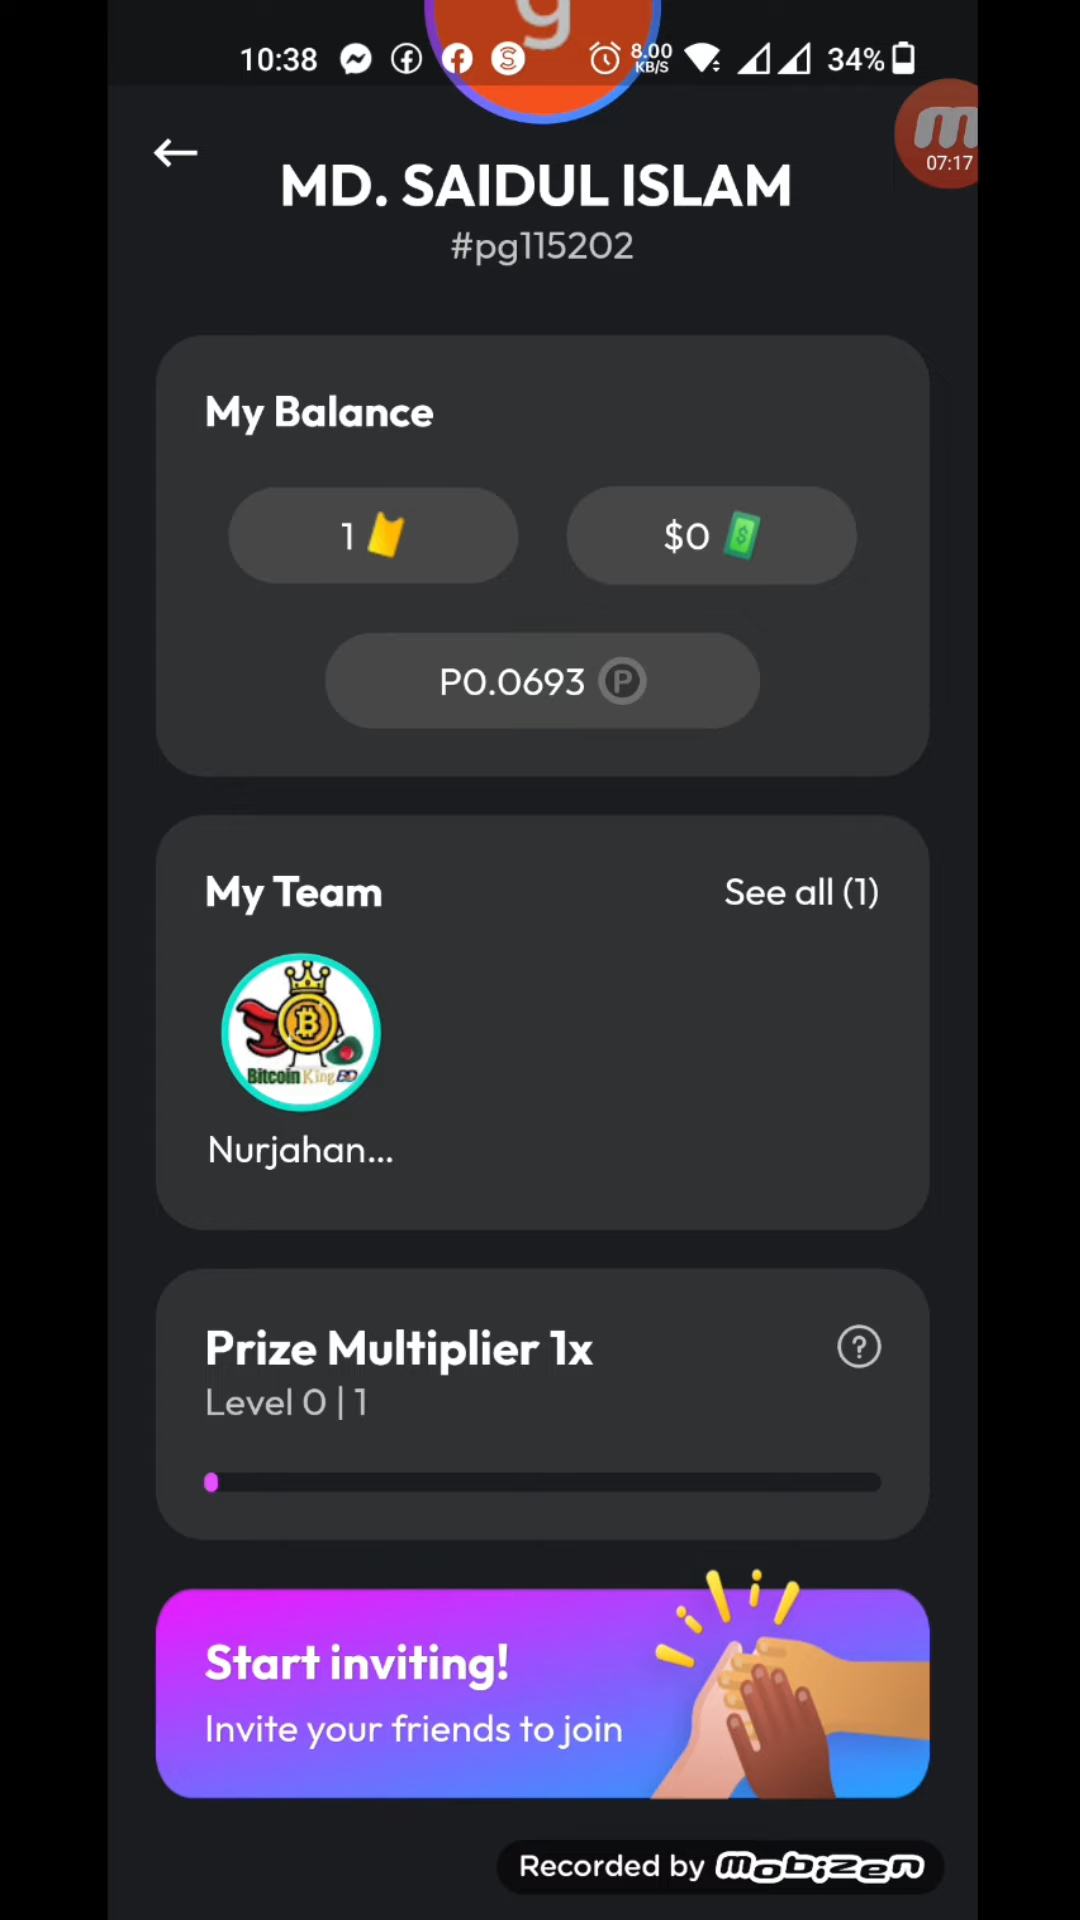 g
10:38 8.00 KB/S 34%
07:17
MD. SAIDUL ISLAM
#pg115202
My Balance
1 $0
P0.0693 P
My Team See all (1)
Bitcoin King BD
Nurjahan...
Prize Multiplier 1x ?
Level 0 | 1
Start inviting!
Invite your friends to join
Recorded by mobizen